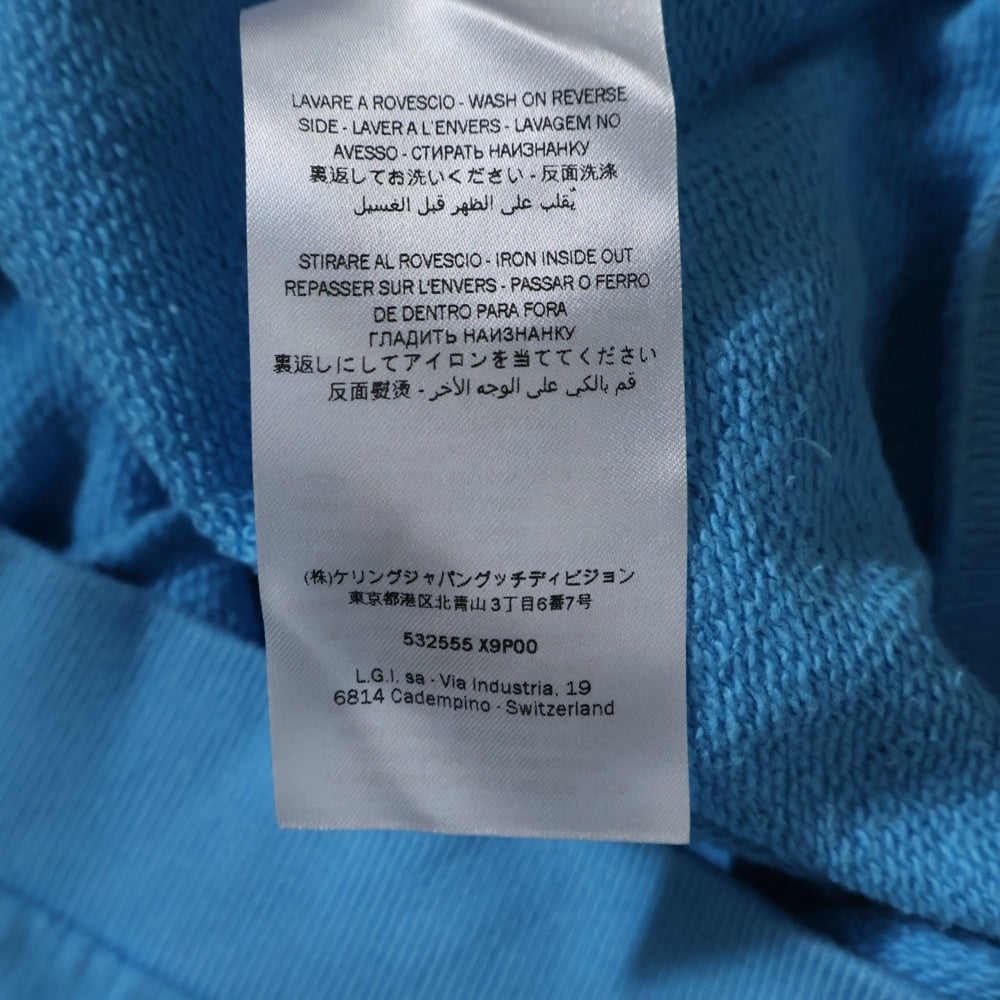 LAVARE A ROVESCIO - WASH ON REVERSE
SIDE - LAVER A L'ENVERS - LAVAGEM NO
AVESSO - СТИРАТЬ НАИЗНАНКУ
裏返してお洗いください - 反面洗涤
يُقلب على الظهر قبل الغسيل
STIRARE AL ROVESCIO - IRON INSIDE OUT
REPASSER SUR L'ENVERS - PASSAR O FERRO
DE DENTRO PARA FORA
ГЛАДИТЬ НАИЗНАНКУ
裏返しにしてアイロンを当ててください
反面熨烫 - قم بالكي على الوجه الآخر
(株)ケリングジャパングッチディビジョン
東京都港区北青山3丁目6番7号
532555 X9P00
L.G.I. sa - Via Industria, 19
6814 Cadempino - Switzerland